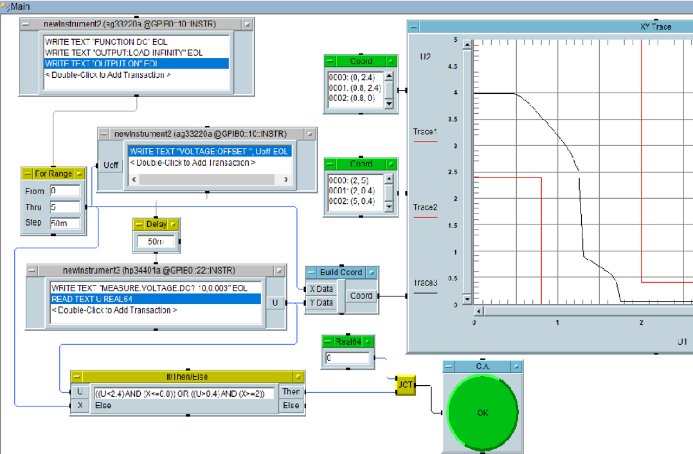 Main
newInstrument2 (ag33220a @GPIB0::10::INSTR)
WRITE TEXT "FUNCTION DC" EOL
WRITE TEXT "OUTPUT:LOAD INFINITY" EOL
WRITE TEXT "OUTPUT ON" EOL
< Double-Click to Add Transaction >
newInstrument2 (ag33220a @GPIB0::10::INSTR)
Uoff
WRITE TEXT "VOLTAGE:OFFSET ", Uoff EOL
< Double-Click to Add Transaction >
For Range
From 0
Thru 5
Step 50m
Delay
50m
newInstrument3 (hp34401a @GPIB0::22::INSTR)
WRITE TEXT "MEASURE:VOLTAGE:DC? 10,0.003" EOL
READ TEXT U REAL64
< Double-Click to Add Transaction >
U
If/Then/Else
U
X
((U<2.4) AND (X<=0.8)) OR ((U>0.4) AND (X>=2))
Then
Else
Else
Coord
0000: (0, 2.4)
0001: (0.8, 2.4)
0002: (0.8, 0)
Coord
0000: (2, 5)
0001: (2, 0.4)
0002: (5, 0.4)
Build Coord
X Data
Y Data
Coord
Real64
0
JCT
XY Trace
U2
Trace1
Trace2
Trace3
5
4.5
4
3.5
3
2.5
2
1.5
1
0.5
0
0
1
2
U1
OK